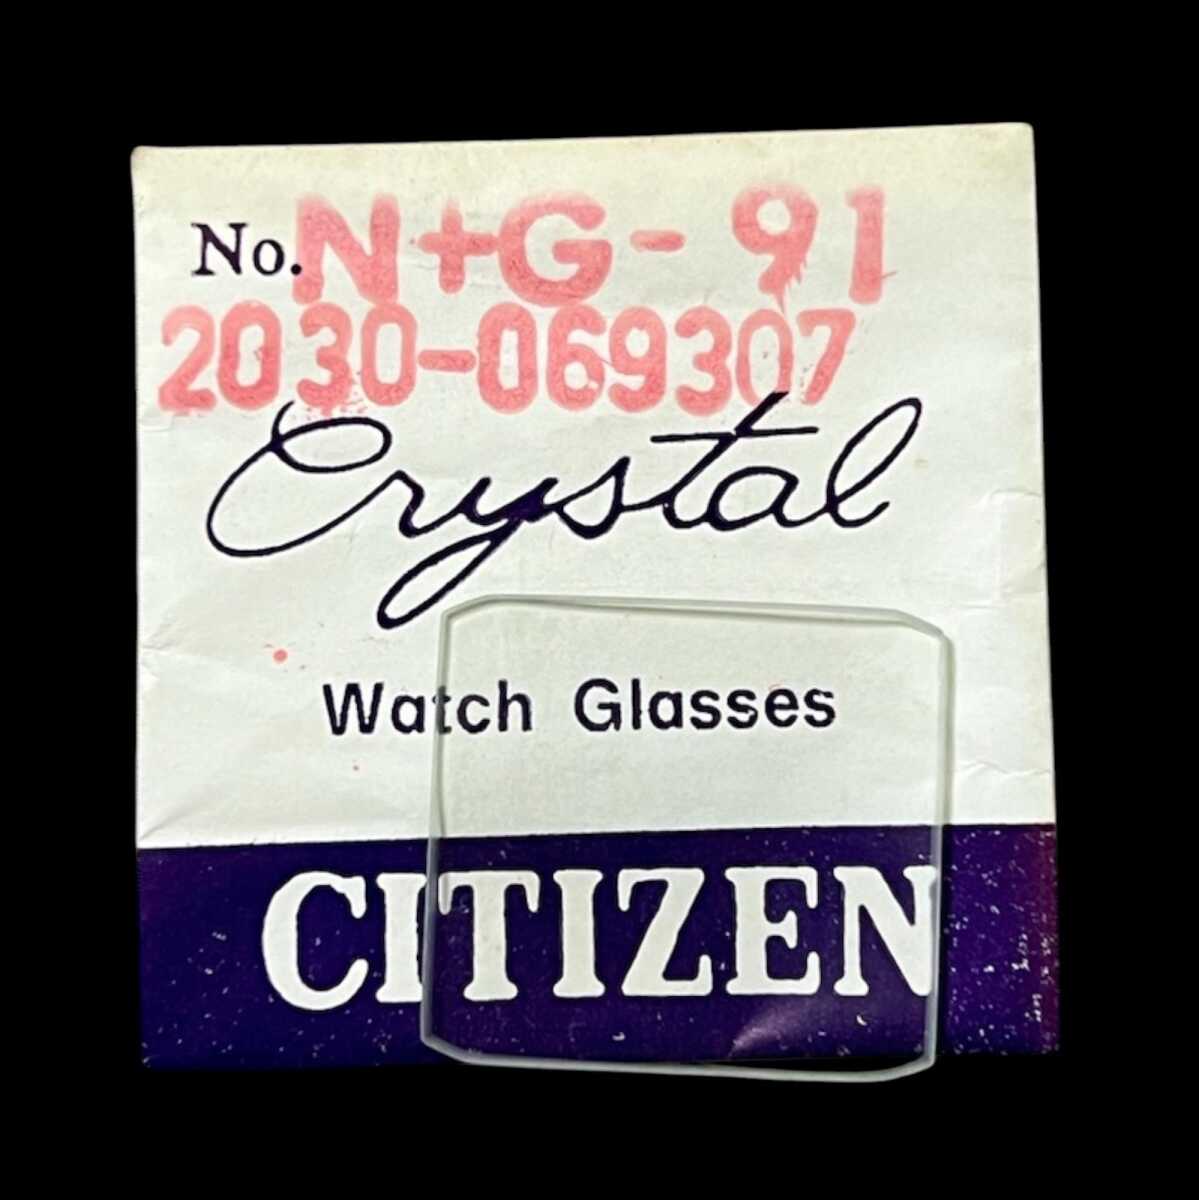 No. N+G-91
2030-069307
Crystal
Watch Glasses
CITIZEN